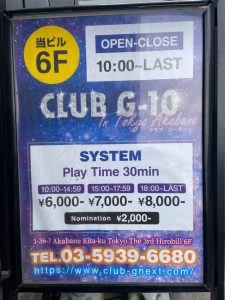 当ビル
6F
OPEN-CLOSE
10:00~LAST
CLUB G-10
In Tokyo Akabane
クラブ ジーテン
SYSTEM
Play Time 30min
10:00-14:59 15:00-17:59 18:00-LAST
¥6,000- ¥7,000- ¥8,000-
Nomination ¥2,000-
1-36-7 Akabane Kita-ku Tokyo The 3rd Hirobill 6F
TEL.03-5939-6680
https://www.club-gnext.com/